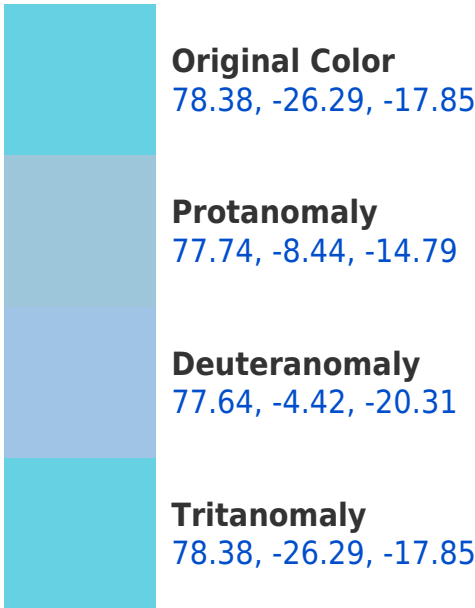 Original Color
78.38, -26.29, -17.85
Protanomaly
77.74, -8.44, -14.79
Deuteranomaly
77.64, -4.42, -20.31
Tritanomaly
78.38, -26.29, -17.85